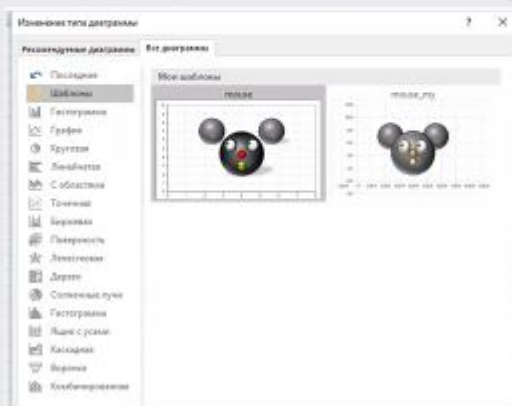 Изменение типа диаграммы
? ×
Рекомендуемые диаграммы Все диаграммы
Последние
Шаблоны
Гистограмма
График
Круговая
Линейчатая
С областями
Точечная
Биржевая
Поверхность
Лепестковая
Дерево
Солнечные лучи
Гистограмма
Ящик с усами
Каскадная
Воронка
Комбинированная
Мои шаблоны
mouse
mouse_my